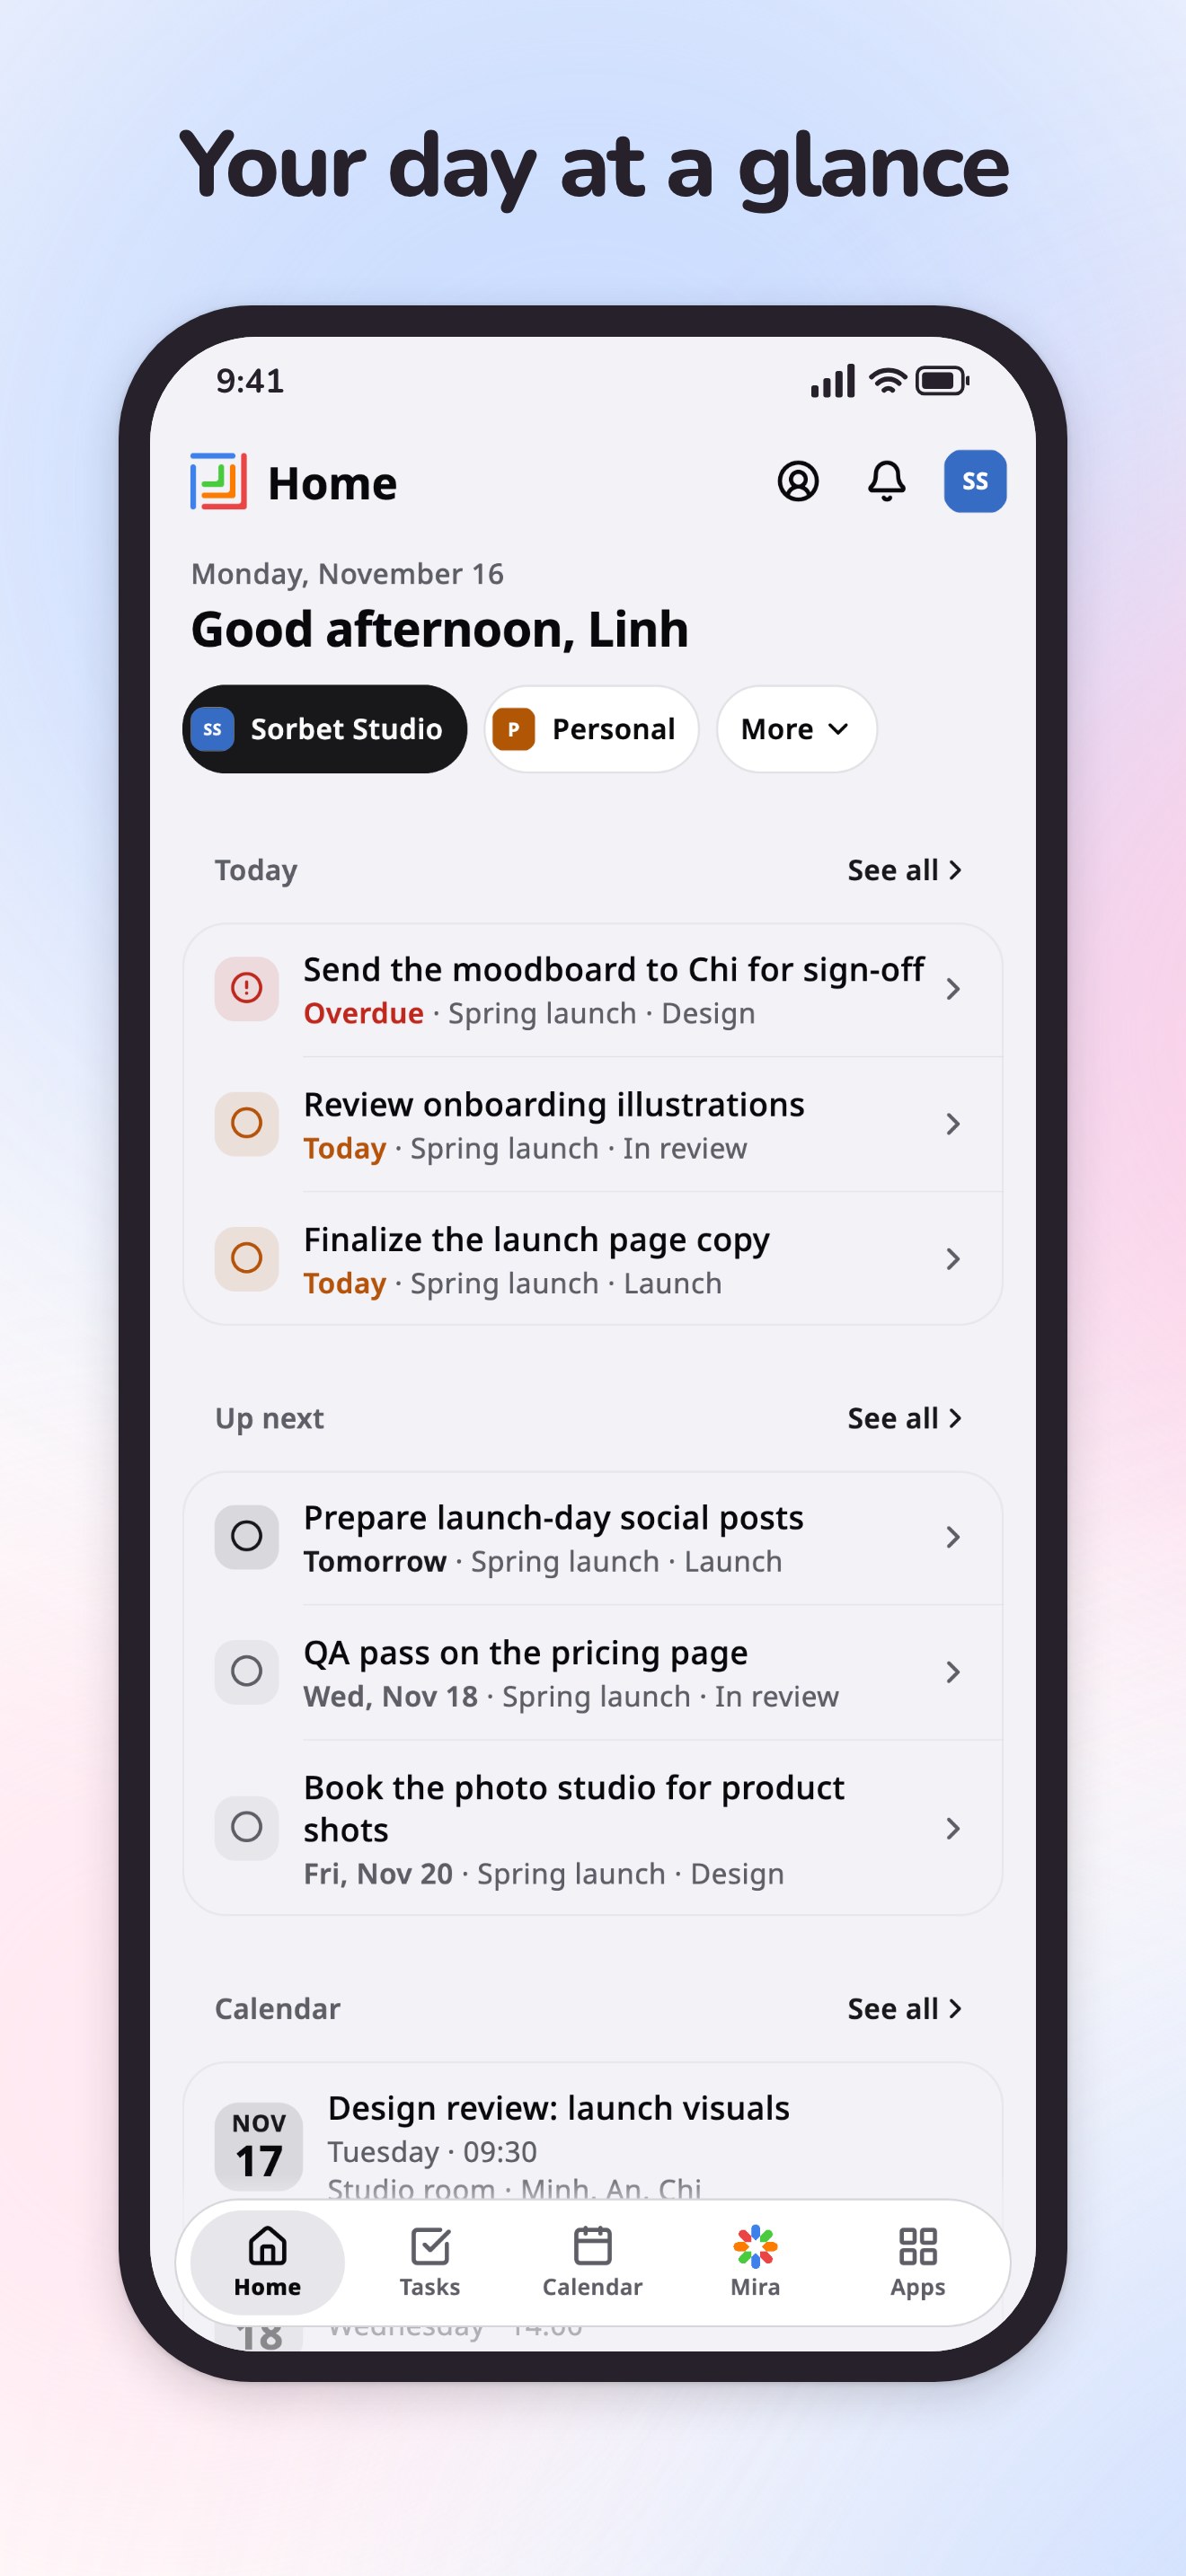 Your day at a glance
9:41
Home
SS
Monday, November 16
Good afternoon, Linh
SS Sorbet Studio
P Personal
More
Today
See all
Send the moodboard to Chi for sign-off
Overdue · Spring launch · Design
Review onboarding illustrations
Today · Spring launch · In review
Finalize the launch page copy
Today · Spring launch · Launch
Up next
See all
Prepare launch-day social posts
Tomorrow · Spring launch · Launch
QA pass on the pricing page
Wed, Nov 18 · Spring launch · In review
Book the photo studio for product
shots
Fri, Nov 20 · Spring launch · Design
Calendar
See all
NOV
17
Design review: launch visuals
Tuesday · 09:30
Studio room · Minh, An, Chi
Home
Tasks
Calendar
Mira
Apps
18
Wednesday · 14:00